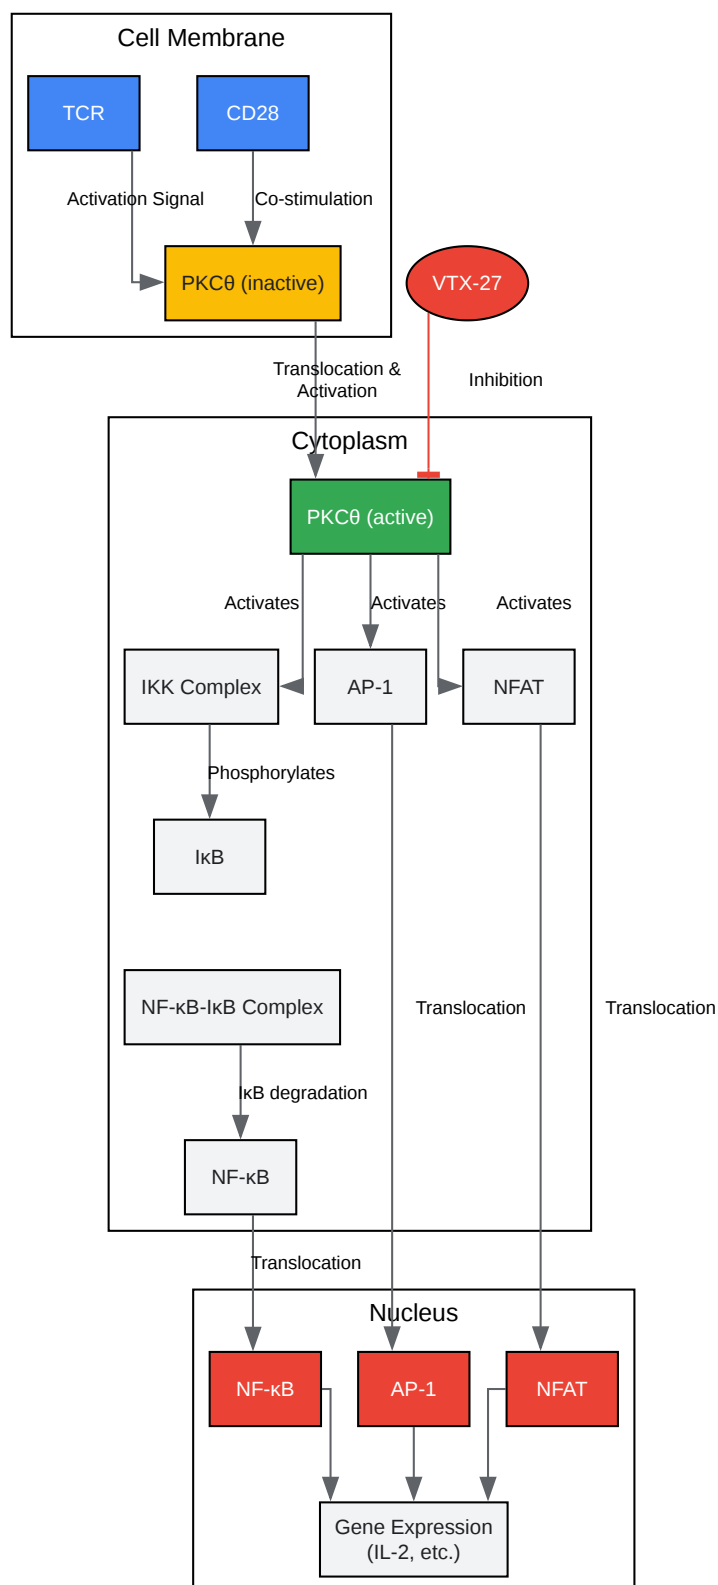 Cell Membrane
TCR
CD28
Activation Signal
Co-stimulation
PKCθ (inactive)
VTX-27
Translocation &
Activation
Inhibition
Cytoplasm
PKCθ (active)
Activates
Activates
Activates
IKK Complex
AP-1
NFAT
Phosphorylates
IκB
NF-κB-IκB Complex
Translocation
Translocation
IκB degradation
NF-κB
Translocation
Nucleus
NF-κB
AP-1
NFAT
Gene Expression
(IL-2, etc.)